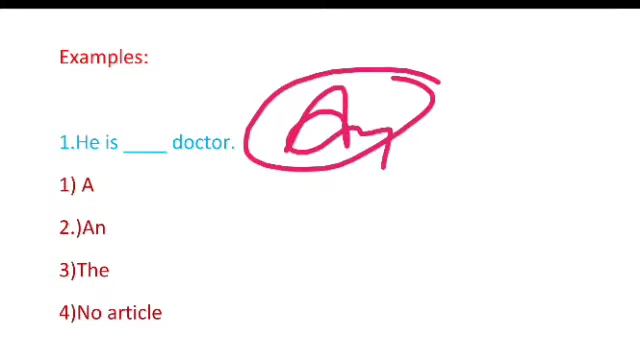 Examples:
1.He is ____ doctor.
1) A
2.)An
3)The
4)No article